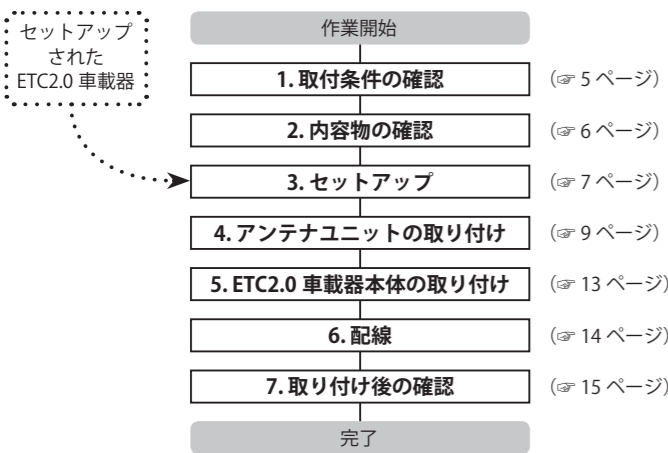 セットアップ
された
ETC2.0 車載器
作業開始
1. 取付条件の確認
(☞ 5 ページ)
2. 内容物の確認
(☞ 6 ページ)
3. セットアップ
(☞ 7 ページ)
4. アンテナユニットの取り付け
(☞ 9 ページ)
5. ETC2.0 車載器本体の取り付け
(☞ 13 ページ)
6. 配線
(☞ 14 ページ)
7. 取り付け後の確認
(☞ 15 ページ)
完了